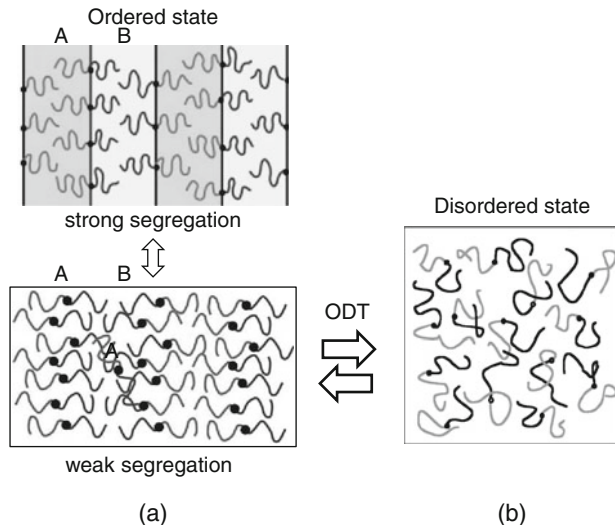 Ordered state
A B
strong segregation
A B
A
weak segregation
(a)
ODT
Disordered state
(b)